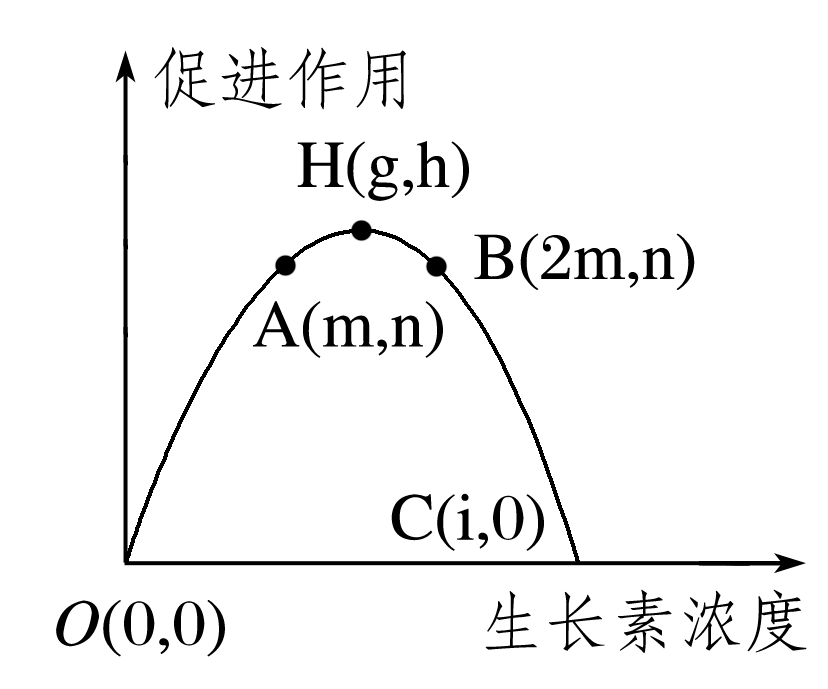 促进作用
H(g,h)
B(2m,n)
A(m,n)
C(i,0)
O(0,0)
生长素浓度